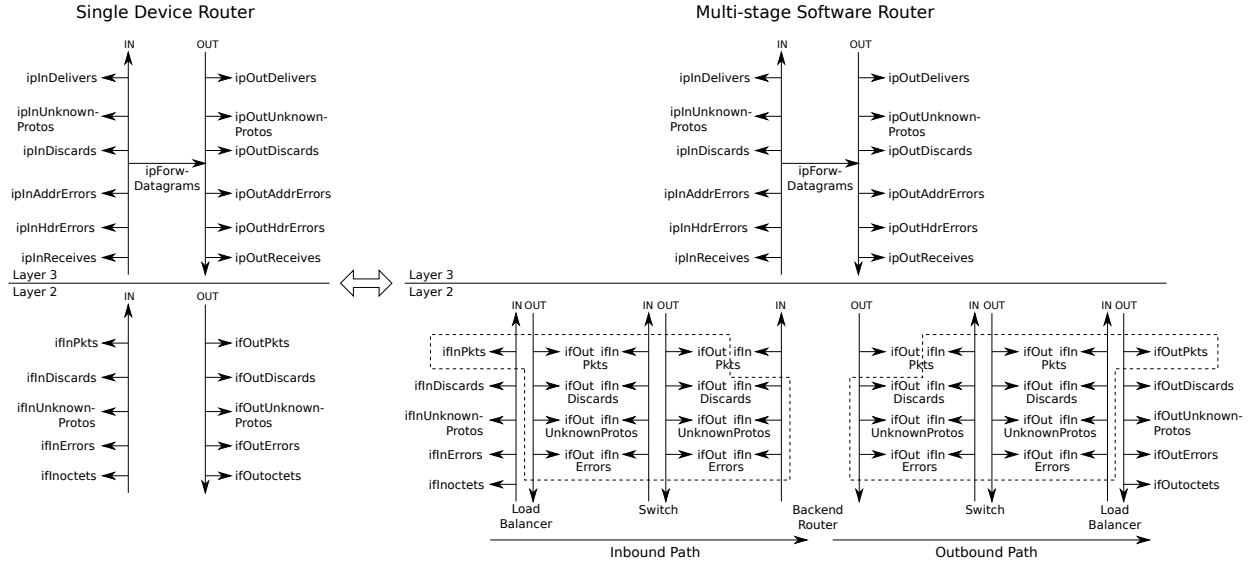 Single Device Router
Multi-stage Software Router
IN
OUT
ipInDelivers
ipOutDelivers
ipInUnknown-
Protos
ipOutUnknown-
Protos
ipInDiscards
ipOutDiscards
ipForw-
Datagrams
ipInAddrErrors
ipOutAddrErrors
ipInHdrErrors
ipOutHdrErrors
ipInReceives
ipOutReceives
Layer 3
Layer 2
IN
OUT
ifInPkts
ifOutPkts
ifInDiscards
ifOutDiscards
ifInUnknown-
Protos
ifOutUnknown-
Protos
ifInErrors
ifOutErrors
ifInoctets
ifOutoctets
IN
OUT
ipInDelivers
ipOutDelivers
ipInUnknown-
Protos
ipOutUnknown-
Protos
ipInDiscards
ipOutDiscards
ipForw-
Datagrams
ipInAddrErrors
ipOutAddrErrors
ipInHdrErrors
ipOutHdrErrors
ipInReceives
ipOutReceives
Layer 3
Layer 2
IN OUT
IN OUT
IN
OUT
IN OUT
IN OUT
ifInPkts
ifOut ifIn
Pkts
ifOut ifIn
Pkts
ifOut ifIn
Pkts
ifOut ifIn
Pkts
ifOutPkts
ifInDiscards
ifOut ifIn
Discards
ifOut ifIn
Discards
ifOut ifIn
Discards
ifOut ifIn
Discards
ifOutDiscards
ifInUnknown-
Protos
ifOut ifIn
UnknownProtos
ifOut ifIn
UnknownProtos
ifOut ifIn
UnknownProtos
ifOut ifIn
UnknownProtos
ifOutUnknown-
Protos
ifInErrors
ifOut ifIn
Errors
ifOut ifIn
Errors
ifOut ifIn
Errors
ifOut ifIn
Errors
ifOutErrors
ifInoctets
ifOutoctets
Load
Balancer
Switch
Backend
Router
Switch
Load
Balancer
Inbound Path
Outbound Path